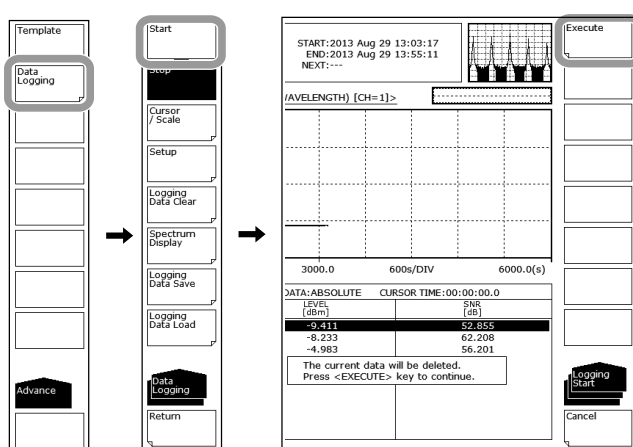 Template
Data
Logging
Advance
Start
Stop
Cursor
/ Scale
Setup
Logging
Data Clear
Spectrum
Display
Logging
Data Save
Logging
Data Load
Data
Logging
Return
START:2013 Aug 29 13:03:17
END:2013 Aug 29 13:55:11
NEXT:---
/AVELENGTH) [CH=1]>
3000.0 600s/DIV 6000.0(s)
DATA:ABSOLUTE CURSOR TIME:00:00:00.0
LEVEL SNR
[dBm] [dB]
-9.411 52.855
-8.233 62.208
-4.983 56.201
The current data will be deleted.
Press <EXECUTE> key to continue.
Execute
Logging
Start
Cancel